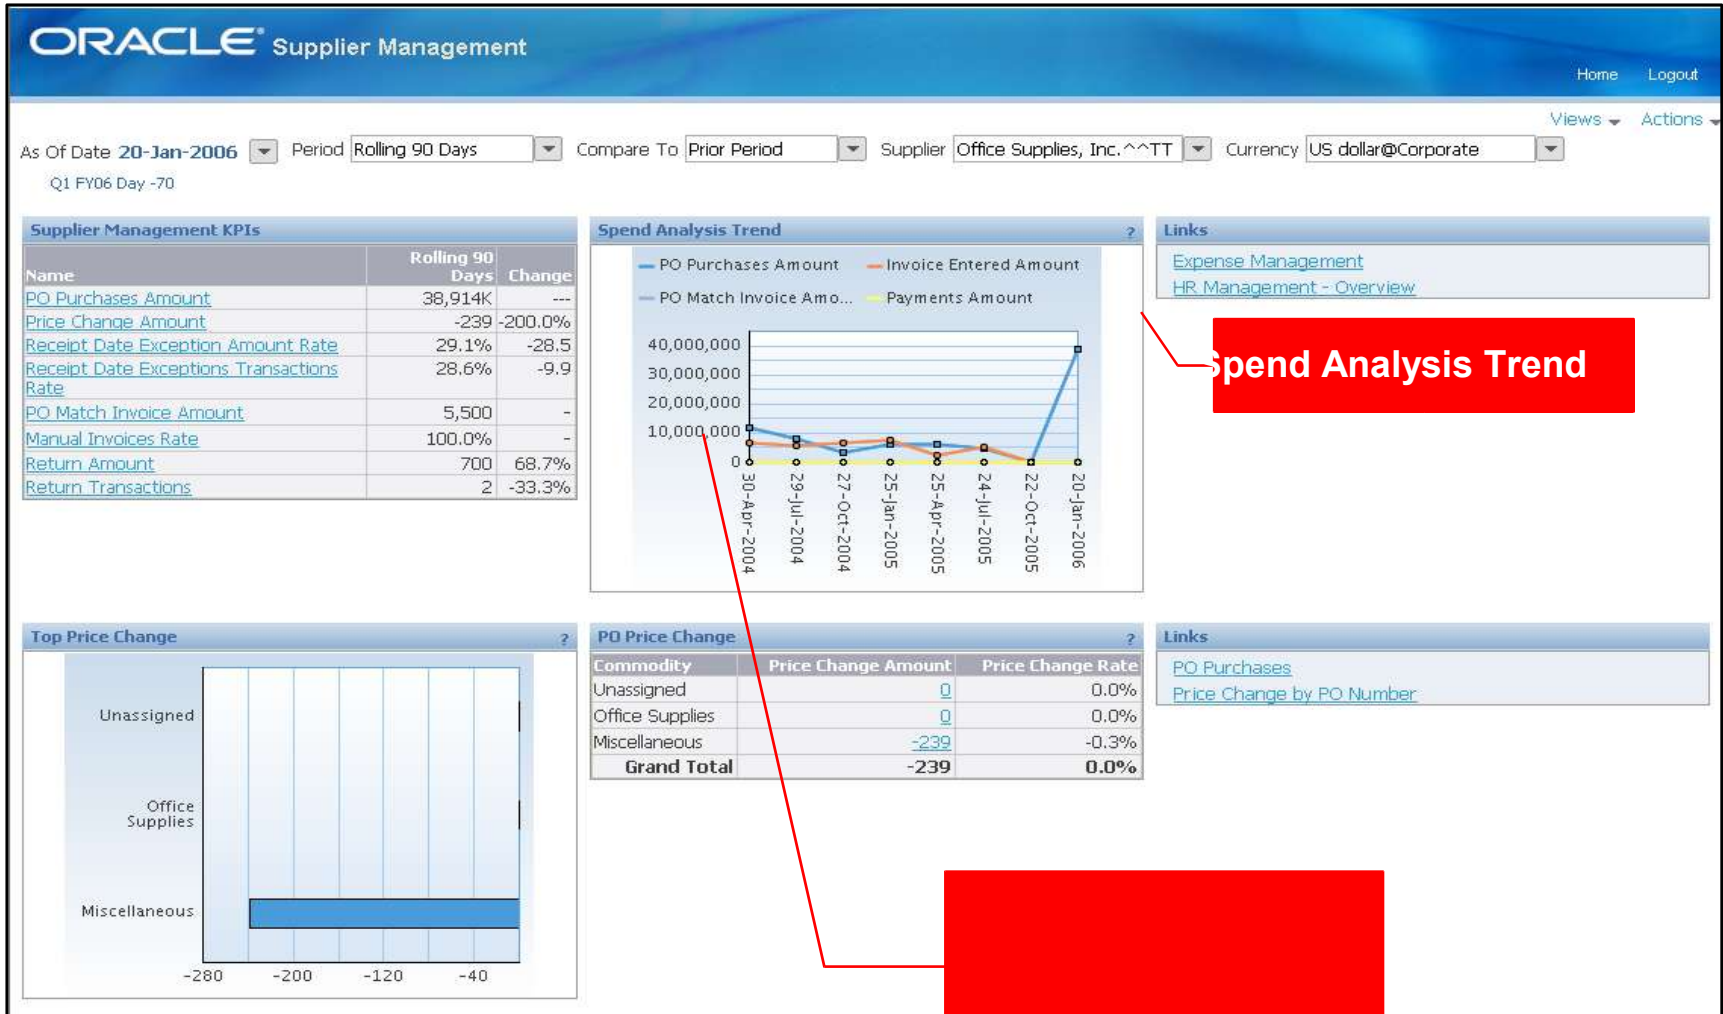 ORACLE Supplier Management
Home Logout
Views Actions
As Of Date 20-Jan-2006 Period Rolling 90 Days Compare To Prior Period Supplier Office Supplies, Inc.^^TT Currency US dollar@Corporate
Q1 FY06 Day -70
Supplier Management KPIs
Name Rolling 90 Days Change
PO Purchases Amount 38,914K ---
Price Change Amount -239 -200.0%
Receipt Date Exception Amount Rate 29.1% -28.5
Receipt Date Exceptions Transactions Rate 28.6% -9.9
PO Match Invoice Amount 5,500 -
Manual Invoices Rate 100.0% -
Return Amount 700 68.7%
Return Transactions 2 -33.3%
Spend Analysis Trend ?
PO Purchases Amount Invoice Entered Amount
PO Match Invoice Amo... Payments Amount
40,000,000
30,000,000
20,000,000
10,000,000
0
30-Apr-2004 29-Jul-2004 27-Oct-2004 25-Jan-2005 25-Apr-2005 24-Jul-2005 22-Oct-2005 20-Jan-2006
Links
Expense Management
HR Management - Overview
Spend Analysis Trend
Top Price Change ?
Unassigned
Office
Supplies
Miscellaneous
-280 -200 -120 -40
PO Price Change ?
Commodity Price Change Amount Price Change Rate
Unassigned 0 0.0%
Office Supplies 0 0.0%
Miscellaneous -239 -0.3%
Grand Total -239 0.0%
Links
PO Purchases
Price Change by PO Number